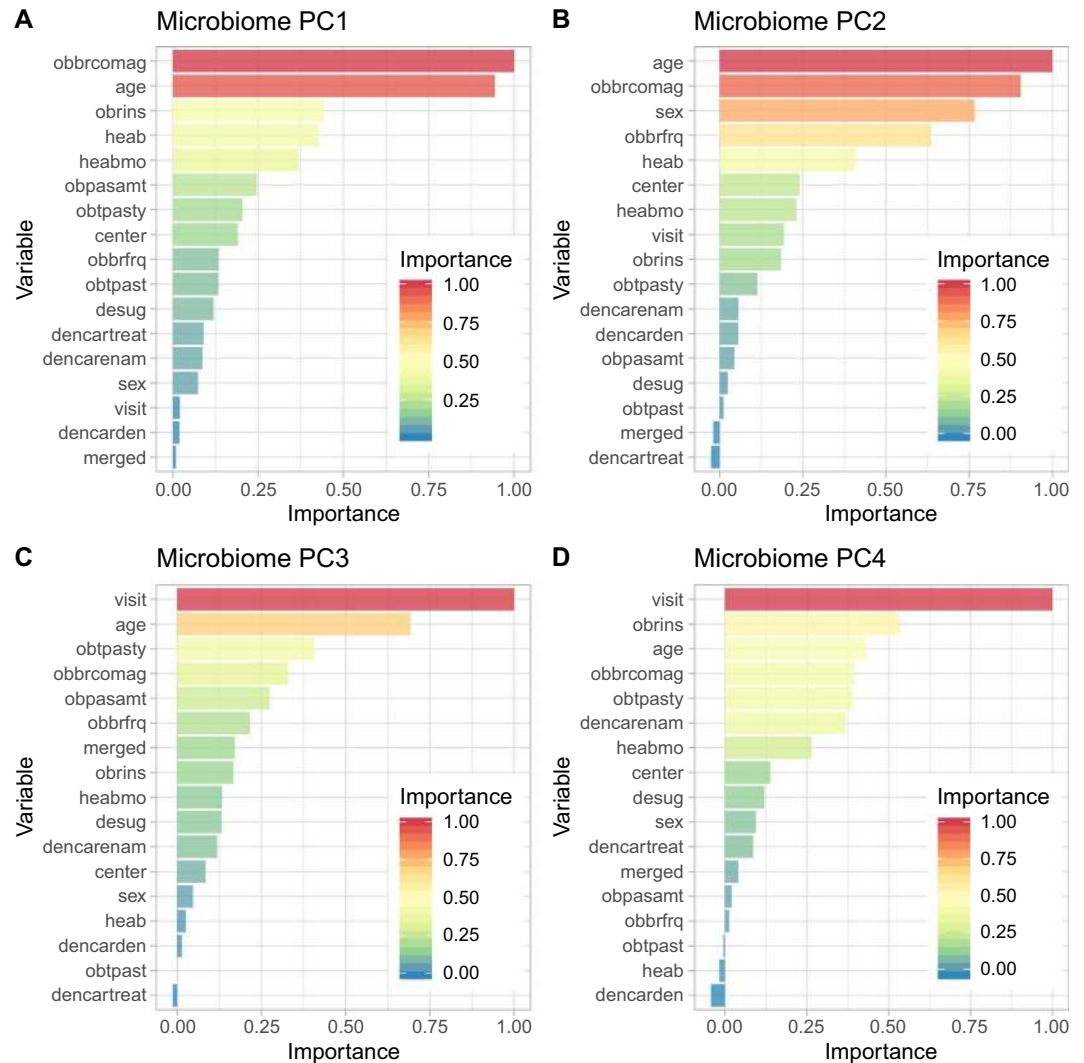 A Microbiome PC1
Variable
obbrcomag
age
obrins
heab
heabmo
obpasamt
obtpasty
center
obbrfrq
obtpast
desug
dencartreat
dencarenam
sex
visit
dencarden
merged
Importance
1.00
0.75
0.50
0.25
0.00 0.25 0.50 0.75 1.00
Importance
B Microbiome PC2
Variable
age
obbrcomag
sex
obbrfrq
heab
center
heabmo
visit
obrins
obtpasty
dencarenam
dencarden
obpasamt
desug
obtpast
merged
dencartreat
Importance
1.00
0.75
0.50
0.25
0.00
0.00 0.25 0.50 0.75 1.00
Importance
C Microbiome PC3
Variable
visit
age
obtpasty
obbrcomag
obpasamt
obbrfrq
merged
obrins
heabmo
desug
dencarenam
center
sex
heab
dencarden
obtpast
dencartreat
Importance
1.00
0.75
0.50
0.25
0.00
0.00 0.25 0.50 0.75 1.00
Importance
D Microbiome PC4
Variable
visit
obrins
age
obbrcomag
obtpasty
dencarenam
heabmo
center
desug
sex
dencartreat
merged
obpasamt
obbrfrq
obtpast
heab
dencarden
Importance
1.00
0.75
0.50
0.25
0.00
0.00 0.25 0.50 0.75 1.00
Importance